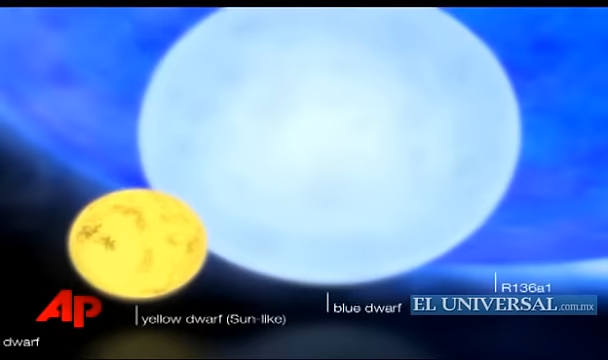 R136a1
blue dwarf
EL UNIVERSAL.com.mx
AP
yellow dwarf (Sun-like)
dwarf